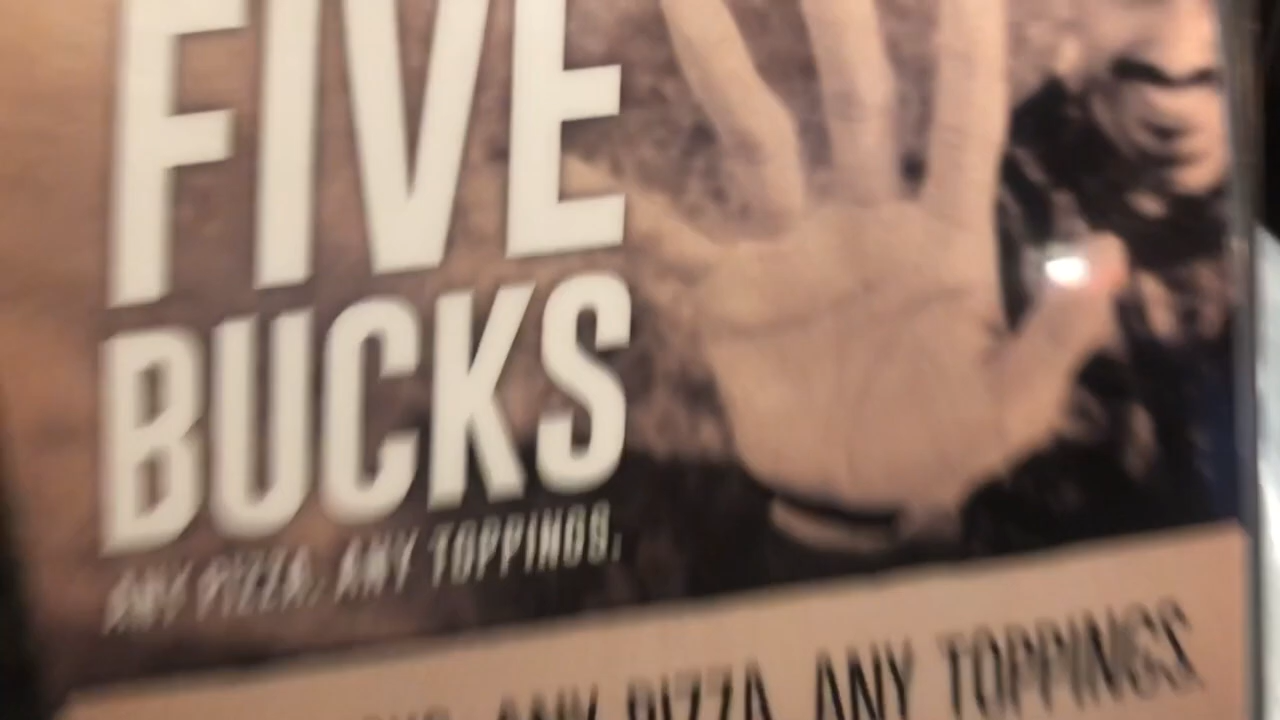 FIVE
BUCKS
ANY PIZZA. ANY TOPPINGS.
ANY PIZZA ANY TOPPINGS